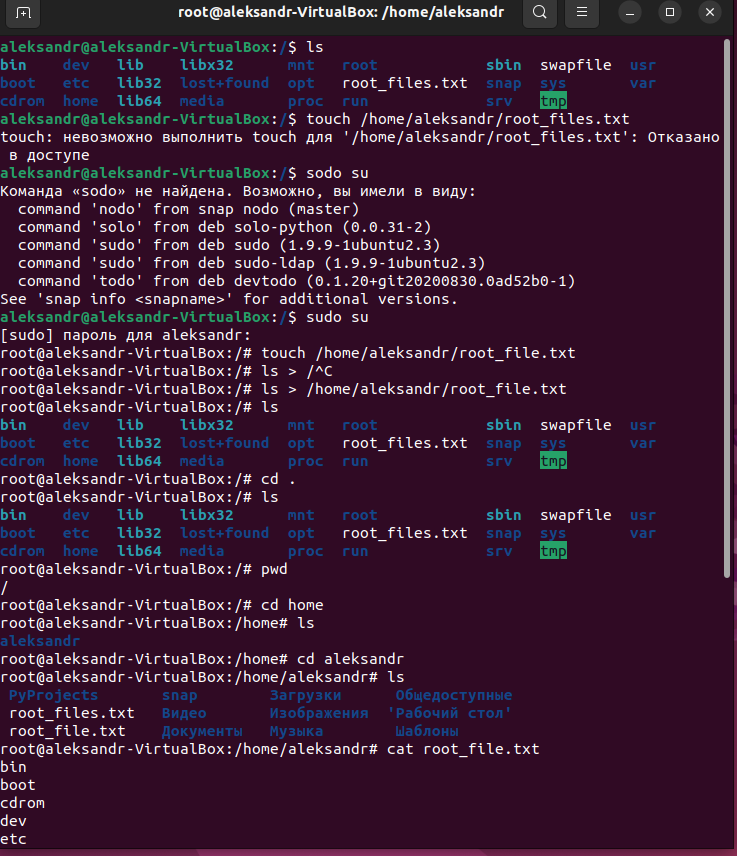 root@aleksandr-VirtualBox: /home/aleksandr
aleksandr@aleksandr-VirtualBox:/$ ls
bin    dev   lib    libx32      mnt   root            sbin  swapfile  usr
boot   etc   lib32  lost+found  opt   root_files.txt  snap  sys       var
cdrom  home  lib64  media       proc  run             srv   tmp
aleksandr@aleksandr-VirtualBox:/$ touch /home/aleksandr/root_files.txt
touch: невозможно выполнить touch для '/home/aleksandr/root_files.txt': Отказано
 в доступе
aleksandr@aleksandr-VirtualBox:/$ sodo su
Команда «sodo» не найдена. Возможно, вы имели в виду:
  command 'nodo' from snap nodo (master)
  command 'solo' from deb solo-python (0.0.31-2)
  command 'sudo' from deb sudo (1.9.9-1ubuntu2.3)
  command 'sudo' from deb sudo-ldap (1.9.9-1ubuntu2.3)
  command 'todo' from deb devtodo (0.1.20+git20200830.0ad52b0-1)
See 'snap info <snapname>' for additional versions.
aleksandr@aleksandr-VirtualBox:/$ sudo su
[sudo] пароль для aleksandr:
root@aleksandr-VirtualBox:/# touch /home/aleksandr/root_file.txt
root@aleksandr-VirtualBox:/# ls > /^C
root@aleksandr-VirtualBox:/# ls > /home/aleksandr/root_file.txt
root@aleksandr-VirtualBox:/# ls
bin    dev   lib    libx32      mnt   root            sbin  swapfile  usr
boot   etc   lib32  lost+found  opt   root_files.txt  snap  sys       var
cdrom  home  lib64  media       proc  run             srv   tmp
root@aleksandr-VirtualBox:/# cd .
root@aleksandr-VirtualBox:/# ls
bin    dev   lib    libx32      mnt   root            sbin  swapfile  usr
boot   etc   lib32  lost+found  opt   root_files.txt  snap  sys       var
cdrom  home  lib64  media       proc  run             srv   tmp
root@aleksandr-VirtualBox:/# pwd
/
root@aleksandr-VirtualBox:/# cd home
root@aleksandr-VirtualBox:/home# ls
aleksandr
root@aleksandr-VirtualBox:/home# cd aleksandr
root@aleksandr-VirtualBox:/home/aleksandr# ls
 PyProjects       snap        Загрузки      Общедоступные
 root_files.txt   Видео       Изображения  'Рабочий стол'
 root_file.txt    Документы   Музыка        Шаблоны
root@aleksandr-VirtualBox:/home/aleksandr# cat root_file.txt
bin
boot
cdrom
dev
etc